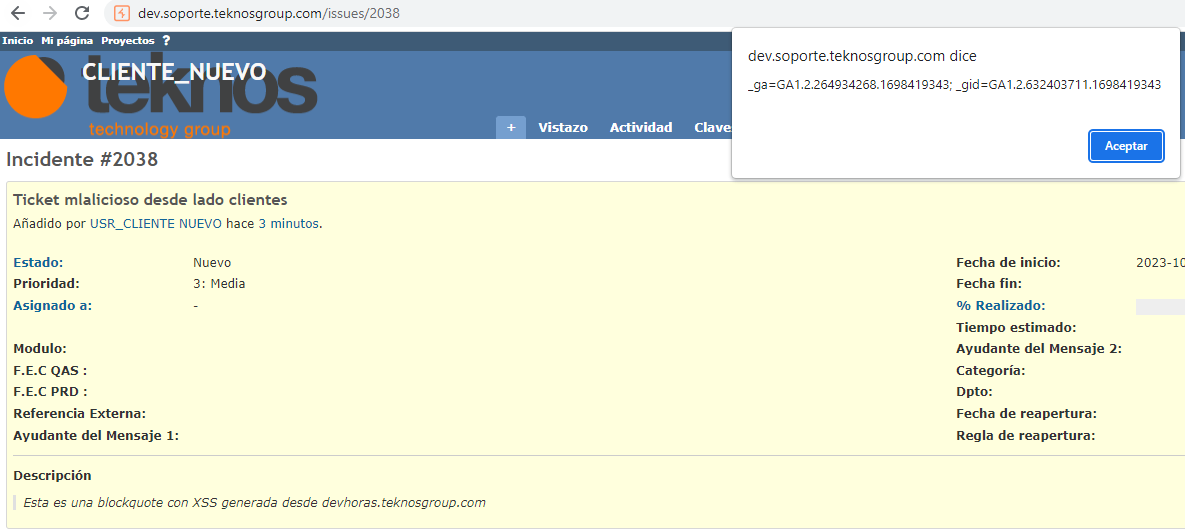 dev.soporte.teknosgroup.com/issues/2038
Inicio Mi página Proyectos ?
CLIENTE_NUEVO
teknos
technology group
+ Vistazo Actividad Clave
dev.soporte.teknosgroup.com dice
_ga=GA1.2.264934268.1698419343; _gid=GA1.2.632403711.1698419343
Aceptar
Incidente #2038
Ticket mlalicioso desde lado clientes
Añadido por USR_CLIENTE NUEVO hace 3 minutos.
Estado: Nuevo Fecha de inicio: 2023-10
Prioridad: 3: Media Fecha fin:
Asignado a: - % Realizado:
Tiempo estimado:
Modulo: Ayudante del Mensaje 2:
F.E.C QAS : Categoría:
F.E.C PRD : Dpto:
Referencia Externa: Fecha de reapertura:
Ayudante del Mensaje 1: Regla de reapertura:
Descripción
Esta es una blockquote con XSS generada desde devhoras.teknosgroup.com